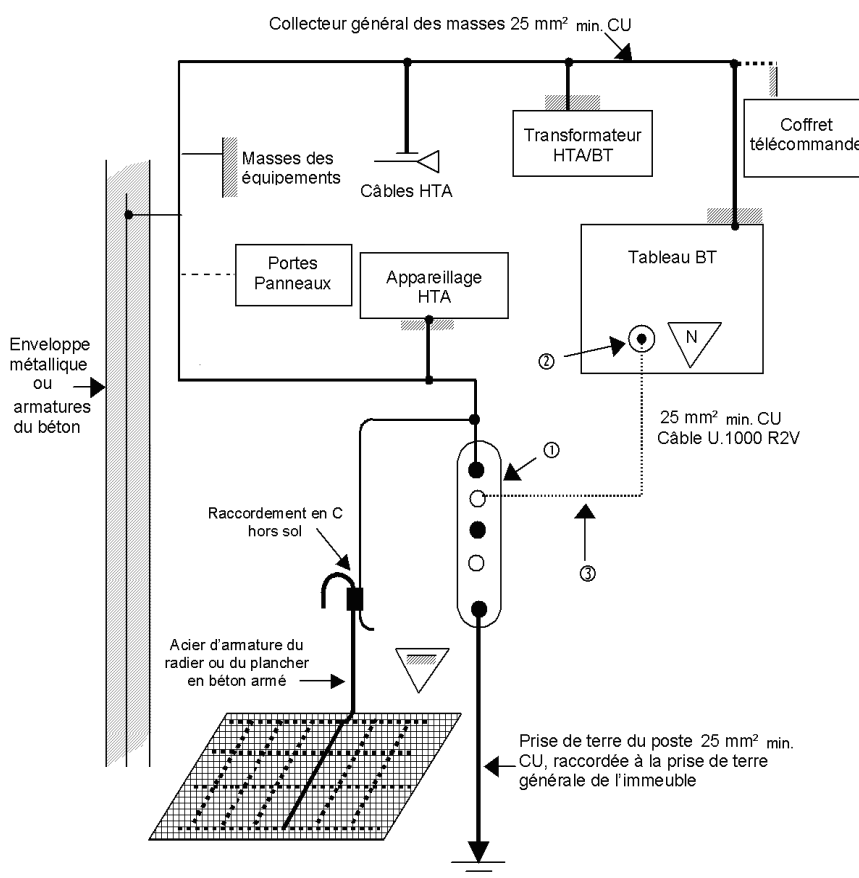 Collecteur général des masses 25 mm² min. CU
Transformateur
HTA/BT
Coffret
télécommande
Masses des
équipements
Câbles HTA
Tableau BT
Portes
Panneaux
Appareillage
HTA
N
②
Enveloppe
métallique
ou
armatures
du béton
25 mm² min. CU
Câble U.1000 R2V
①
Raccordement en C
hors sol
③
Acier d'armature du
radier ou du plancher
en béton armé
Prise de terre du poste 25 mm² min.
CU, raccordée à la prise de terre
générale de l'immeuble